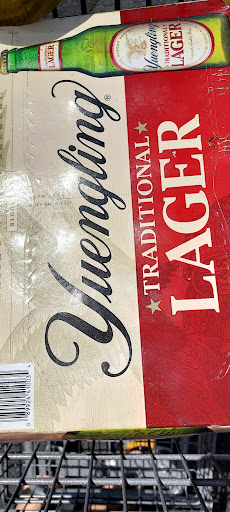 Yuengling®
★TRADITIONAL★
LAGER
Yuengling
TRADITIONAL
LAGER
LAGER